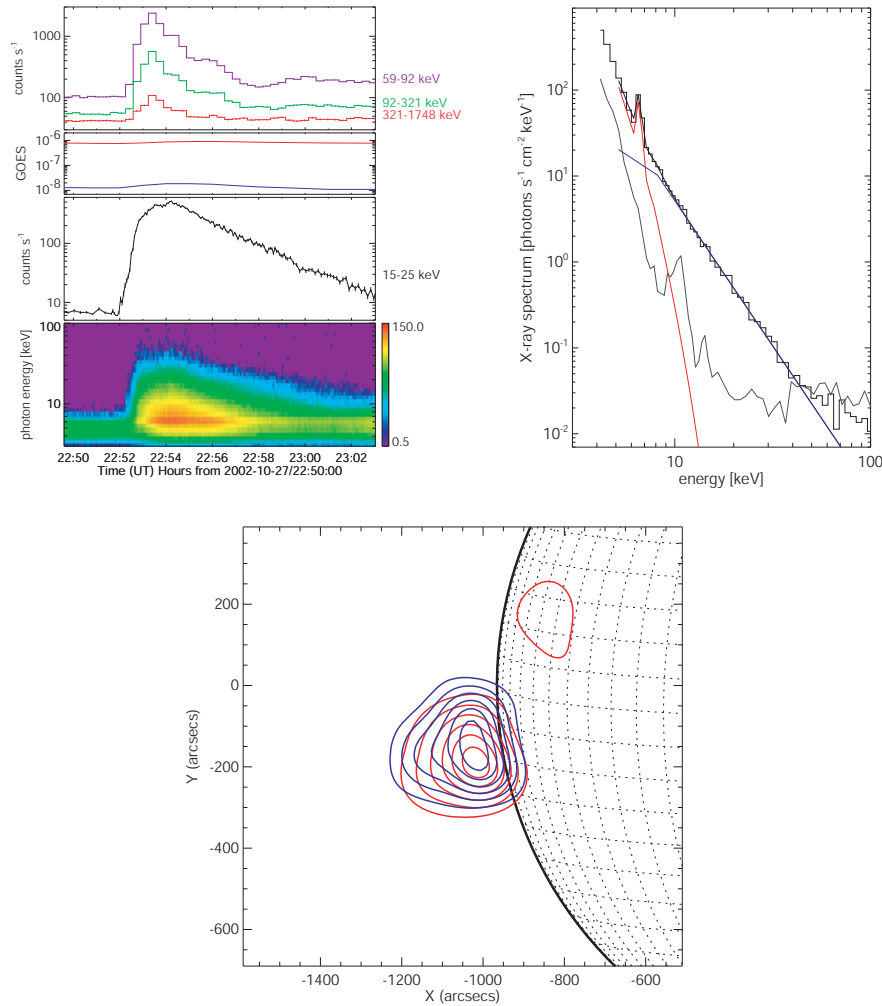 counts s⁻¹
1000
100
59-92 keV
92-321 keV
321-1748 keV
GOES
10⁻⁶
10⁻⁷
10⁻⁸
counts s⁻¹
100
10
15-25 keV
photon energy [keV]
100
10
150.0
0.5
22:50 22:52 22:54 22:56 22:58 23:00 23:02
Time (UT) Hours from 2002-10-27/22:50:00
X-ray spectrum [photons s⁻¹ cm⁻² keV⁻¹]
10²
10¹
10⁰
10⁻¹
10⁻²
10 100
energy [keV]
Y (arcsecs)
200
0
-200
-400
-600
-1400 -1200 -1000 -800 -600
X (arcsecs)